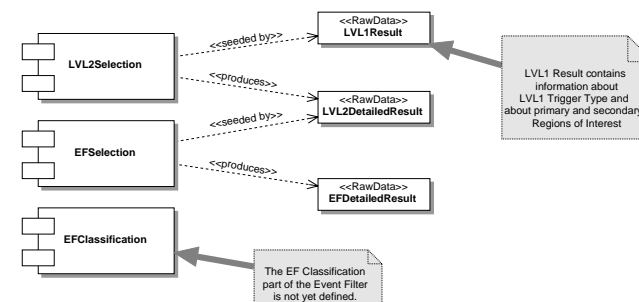 <<RawData>>
LVL1Result
<<seeded by>>
LVL2Selection
<<produces>>
LVL1 Result contains
information about
LVL1 Trigger Type and
about primary and secondary
Regions of Interest
<<RawData>>
LVL2DetailedResult
<<seeded by>>
EFSelection
<<produces>>
<<RawData>>
EFDetailedResult
EFClassification
The EF Classification
part of the Event Filter
is not yet defined.